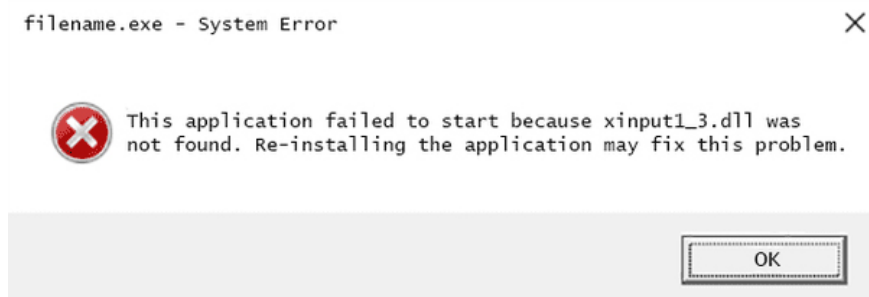 filename.exe - System Error
This application failed to start because xinput1_3.dll was
not found. Re-installing the application may fix this problem.
OK